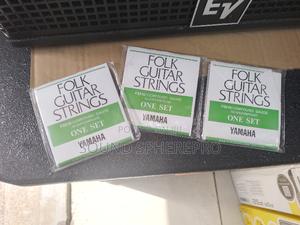 EV
FOLK
GUITAR
STRINGS
ONE SET
YAMAHA
FOLK
GUITAR
STRINGS
ONE SET
YAMAHA
FOLK
GUITAR
STRINGS
ONE SET
YAMAHA
SOUNDSPHEREPRO